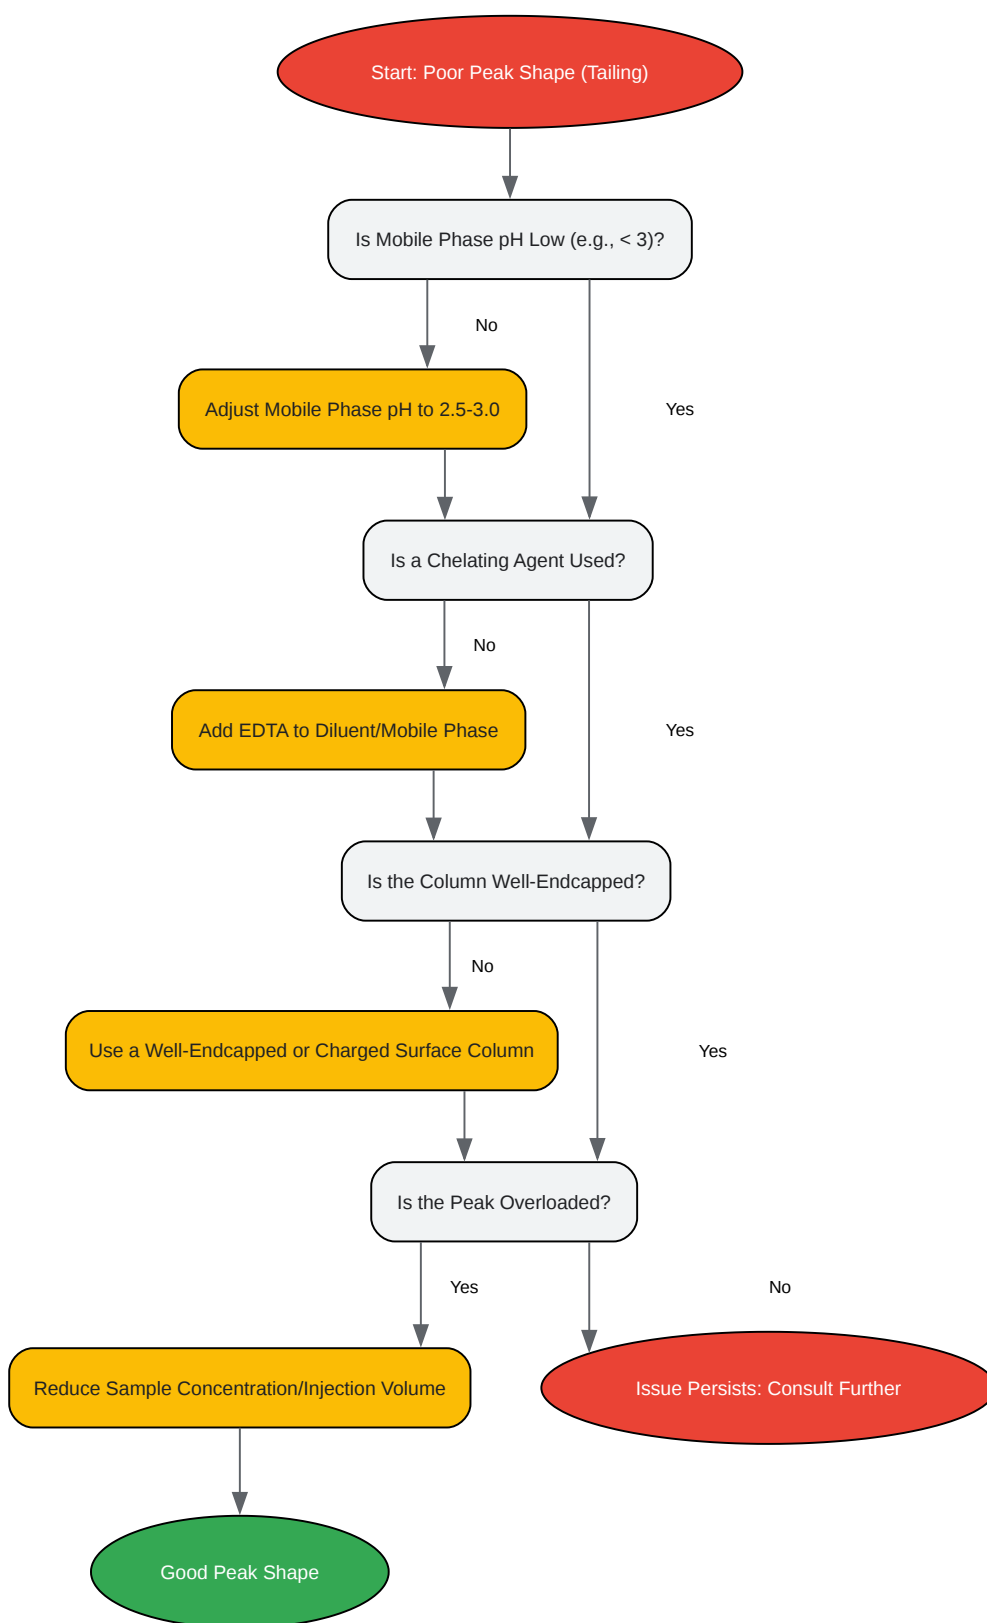 Start: Poor Peak Shape (Tailing)
Is Mobile Phase pH Low (e.g., < 3)?
No
Adjust Mobile Phase pH to 2.5-3.0
Yes
Is a Chelating Agent Used?
No
Add EDTA to Diluent/Mobile Phase
Yes
Is the Column Well-Endcapped?
No
Use a Well-Endcapped or Charged Surface Column
Yes
Is the Peak Overloaded?
Yes
No
Reduce Sample Concentration/Injection Volume
Issue Persists: Consult Further
Good Peak Shape